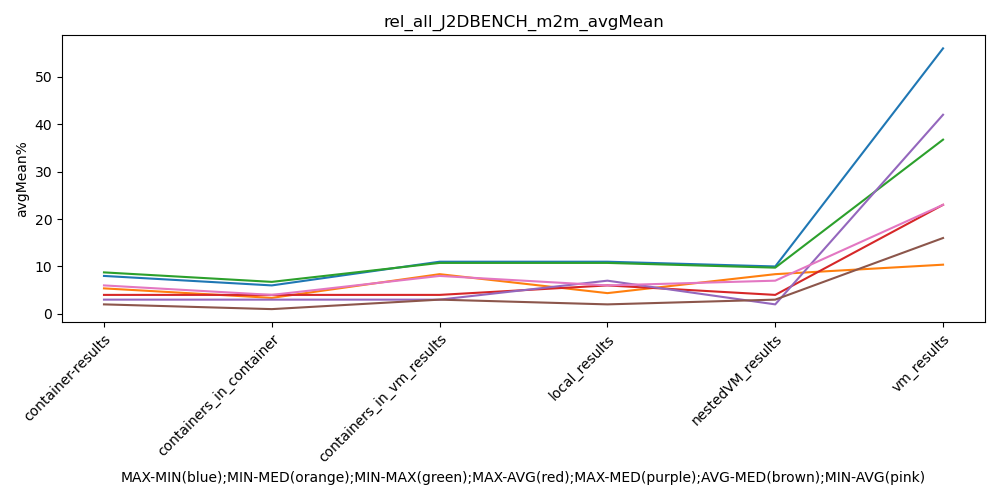 rel_all_J2DBENCH_m2m_avgMean
avgMean%
50
40
30
20
10
0
container-results
containers_in_container
containers_in_vm_results
local_results
nestedVM_results
vm_results
MAX-MIN(blue);MIN-MED(orange);MIN-MAX(green);MAX-AVG(red);MAX-MED(purple);AVG-MED(brown);MIN-AVG(pink)